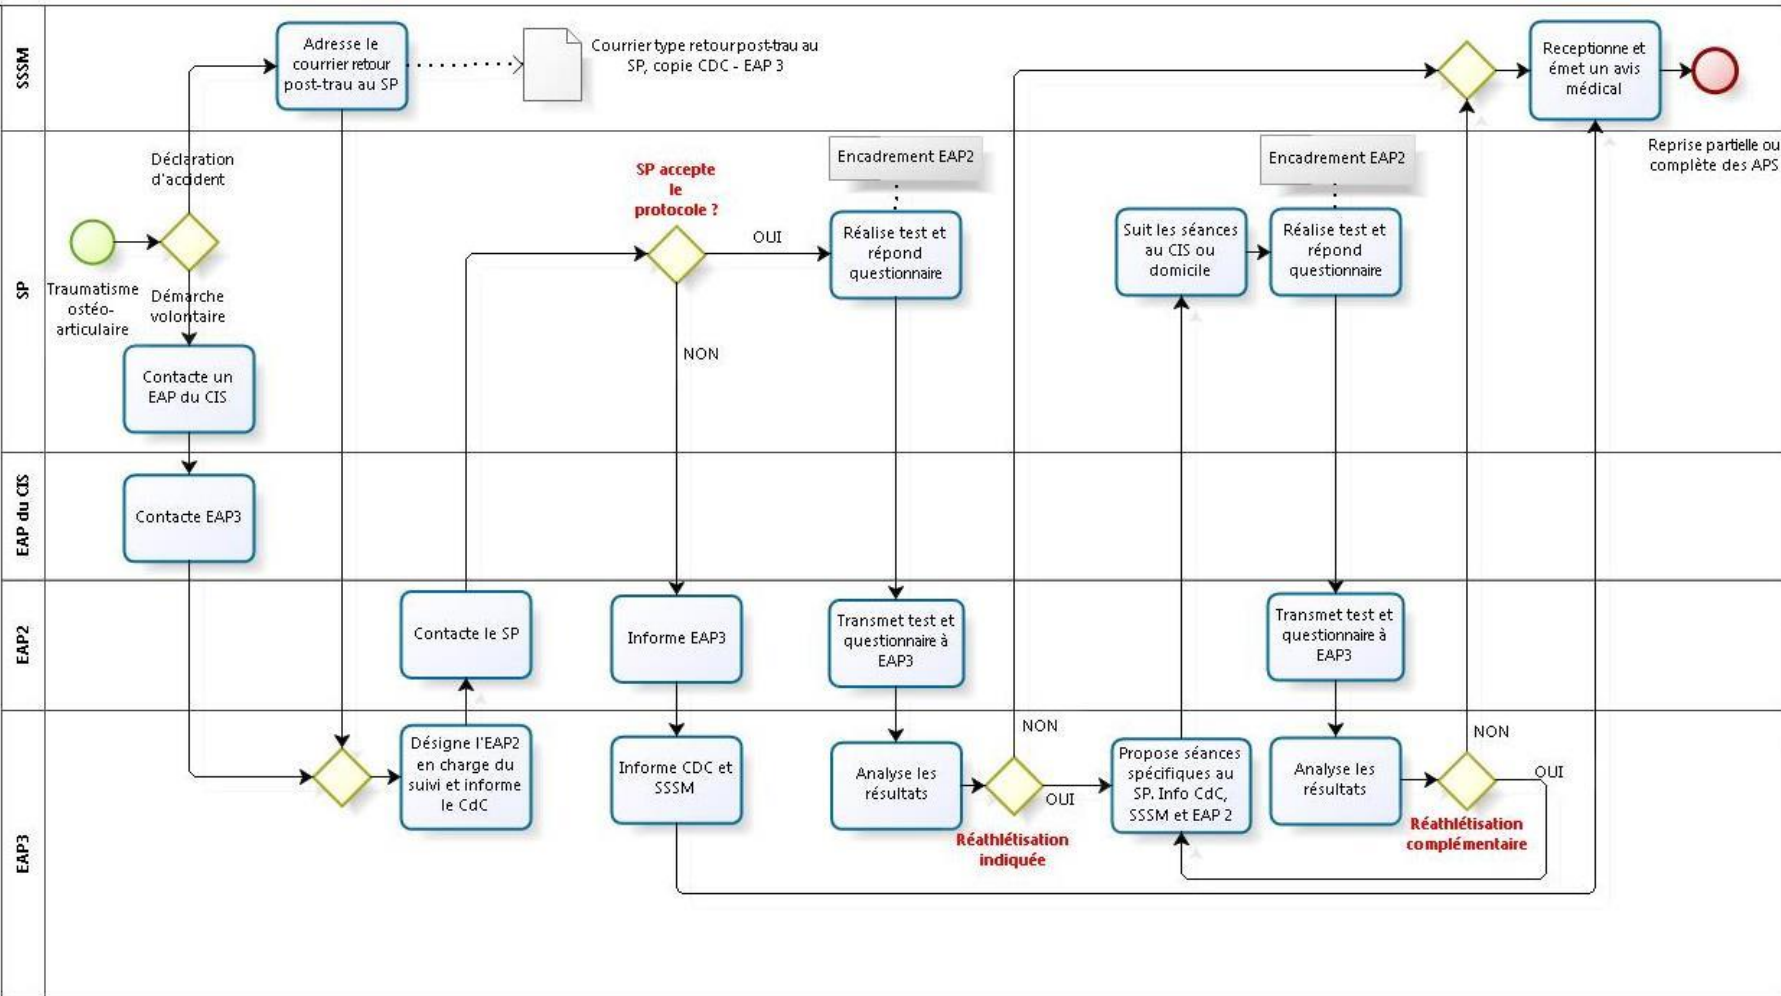 SSSM
Adresse le
courrier retour
post-trau au SP
Courrier type retour post-trau au
SP, copie CDC - EAP 3
Receptionne et
émet un avis
médical
Reprise partielle ou
complète des APS
SP
Déclaration
d'accident
Traumatisme
ostéo-
articulaire
Démarche
volontaire
Contacte un
EAP du CIS
SP accepte
le
protocole ?
OUI
NON
Encadrement EAP2
Réalise test et
répond
questionnaire
Suit les séances
au CIS ou
domicile
Encadrement EAP2
Réalise test et
répond
questionnaire
EAP du CIS
Contacte EAP3
EAP2
Contacte le SP
Informe EAP3
Transmet test et
questionnaire à
EAP3
Transmet test et
questionnaire à
EAP3
EAP3
Désigne l'EAP2
en charge du
suivi et informe
le CdC
Informe CDC et
SSSM
Analyse les
résultats
NON
OUI
Réathlétisation
indiquée
Propose séances
spécifiques au
SP. Info CdC,
SSSM et EAP 2
Analyse les
résultats
NON
OUI
Réathlétisation
complémentaire